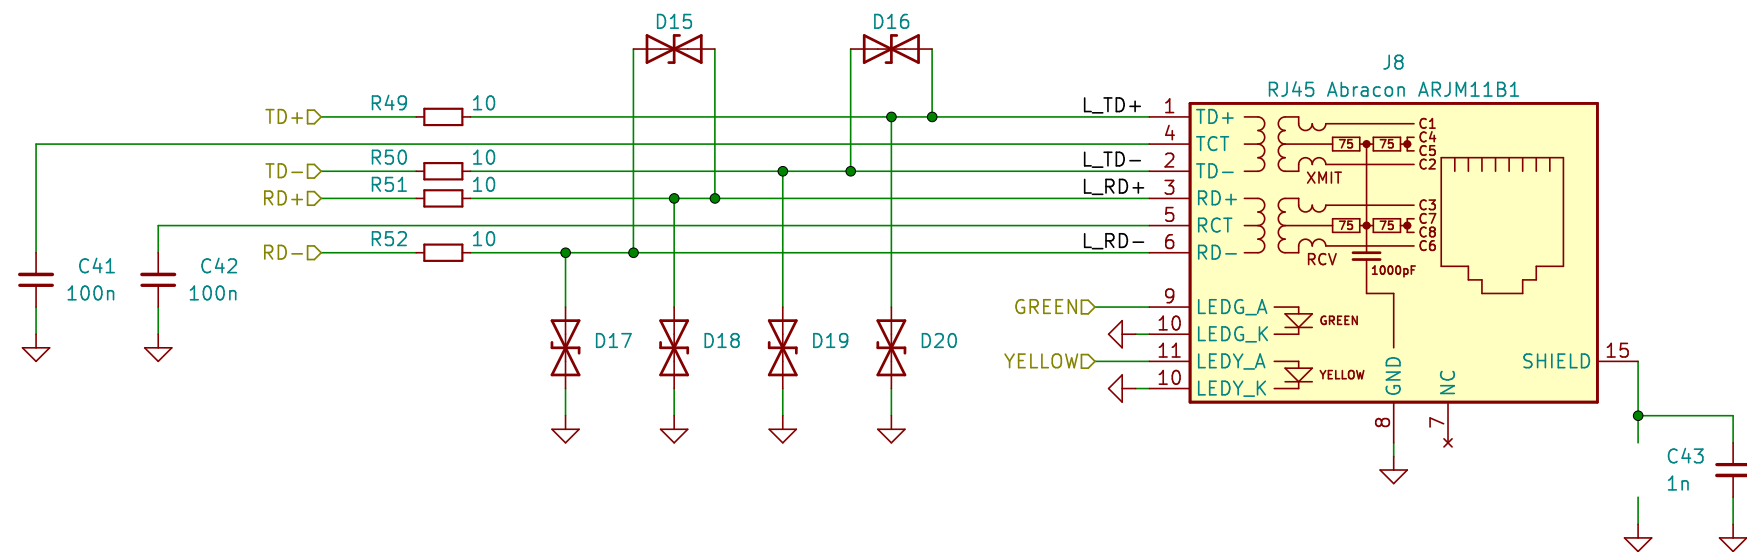 D15
D16
J8
RJ45 Abracon ARJM11B1
TD+
R49
10
L_TD+
1
TD+
4
TCT
TD-
R50
10
L_TD-
2
TD-
RD+
R51
10
L_RD+
3
RD+
5
RCT
RD-
R52
10
L_RD-
6
RD-
C1
C4
C5
C2
75
75
XMIT
C3
C7
C8
C6
75
75
RCV
1000pF
C41
100n
C42
100n
GREEN
9
LEDG_A
10
LEDG_K
GREEN
YELLOW
11
LEDY_A
10
LEDY_K
YELLOW
D17
D18
D19
D20
GND
NC
SHIELD
15
8
7
C43
1n